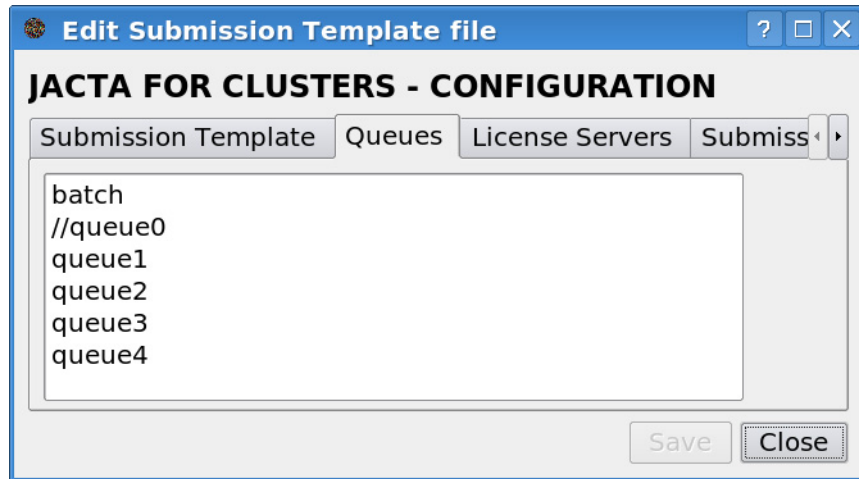 Edit Submission Template file
JACTA FOR CLUSTERS - CONFIGURATION
Submission Template Queues License Servers Submiss
batch
//queue0
queue1
queue2
queue3
queue4
Save Close